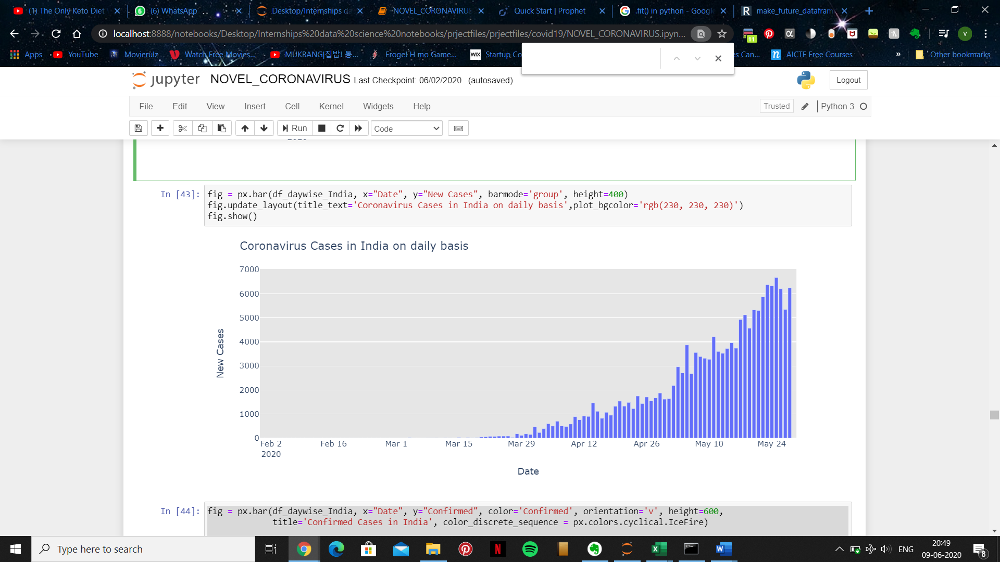 (1) The Only Keto Diet
(6) WhatsApp
Desktop/Internships da
NOVEL_CORONAVIRUS
Quick Start | Prophet
.fit() in python - Google
make_future_datafram
localhost:8888/notebooks/Desktop/Internships%20data%20science%20notebooks/prjectfiles/prjectfiles/covid19/NOVEL_CORONAVIRUS.ipyn...
11
v
Apps
YouTube
Movierulz
Watch Free Movies...
MUKBANG|집밥! 통...
Eroge! H mo Game...
WIX
Startup Co
es Can...
n
AICTE Free Courses
»
Other bookmarks
jupyter
NOVEL_CORONAVIRUS Last Checkpoint: 06/02/2020 (autosaved)
Logout
File
Edit
View
Insert
Cell
Kernel
Widgets
Help
Trusted
Python 3
Run
Code
In [43]:
fig = px.bar(df_daywise_India, x="Date", y="New Cases", barmode='group', height=400)
fig.update_layout(title_text='Coronavirus Cases in India on daily basis',plot_bgcolor='rgb(230, 230, 230)')
fig.show()
Coronavirus Cases in India on daily basis
7000
6000
5000
4000
3000
2000
1000
0
New Cases
Feb 2
2020
Feb 16
Mar 1
Mar 15
Mar 29
Apr 12
Apr 26
May 10
May 24
Date
In [44]:
fig = px.bar(df_daywise_India, x="Date", y="Confirmed", color='Confirmed', orientation='v', height=600,
title='Confirmed Cases in India', color_discrete_sequence = px.colors.cyclical.IceFire)
Type here to search
ENG
20:49
09-06-2020
8